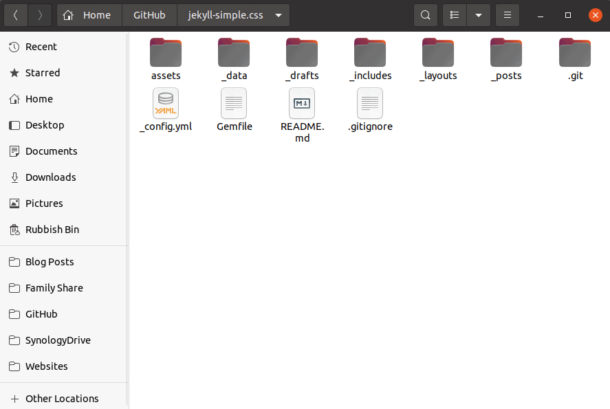 Home GitHub jekyll-simple.css
Recent
Starred
Home
Desktop
Documents
Downloads
Pictures
Rubbish Bin
Blog Posts
Family Share
GitHub
SynologyDrive
Websites
Other Locations
assets _data _drafts _includes _layouts _posts .git
YAML M
_config.yml Gemfile README. .gitignore
md